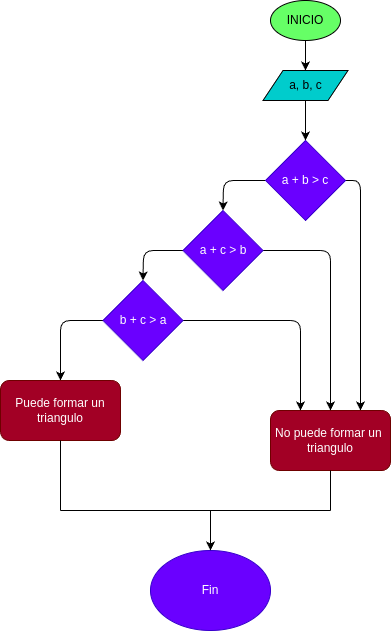 INICIO
a, b, c
a + b > c
a + c > b
b + c > a
Puede formar un
triangulo
No puede formar un
triangulo
Fin